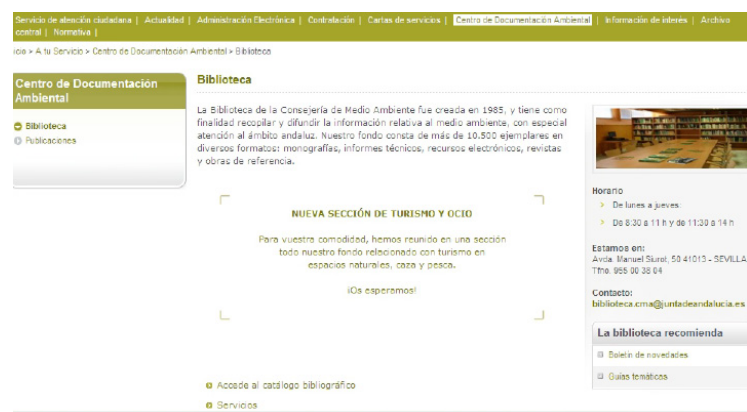 Servicio de atención ciudadana | Actualidad | Administración Electrónica | Contratación | Cartas de servicios | Centro de Documentación Ambiental | Información de interés | Archivo
central | Normativa |
icio > A tu Servicio > Centro de Documentación Ambiental > Biblioteca
Centro de Documentación
Ambiental
Biblioteca
Publicaciones
Biblioteca
La Biblioteca de la Consejería de Medio Ambiente fue creada en 1985, y tiene como
finalidad recopilar y difundir la información relativa al medio ambiente, con especial
atención al ámbito andaluz. Nuestro fondo consta de más de 10.500 ejemplares en
diversos formatos: monografías, informes técnicos, recursos electrónicos, revistas
y obras de referencia.
NUEVA SECCIÓN DE TURISMO Y OCIO
Para vuestra comodidad, hemos reunido en una sección
todo nuestro fondo relacionado con turismo en
espacios naturales, caza y pesca.
¡Os esperamos!
Accede al catálogo bibliográfico
Servicios
Horario
De lunes a jueves:
De 8:30 a 11 h y de 11:30 a 14 h
Estamos en:
Avda. Manuel Siurot, 50 41013 - SEVILLA
Tfno. 955 00 38 04
Contacto:
biblioteca.cma@juntadeandalucia.es
La biblioteca recomienda
Boletín de novedades
Guías temáticas